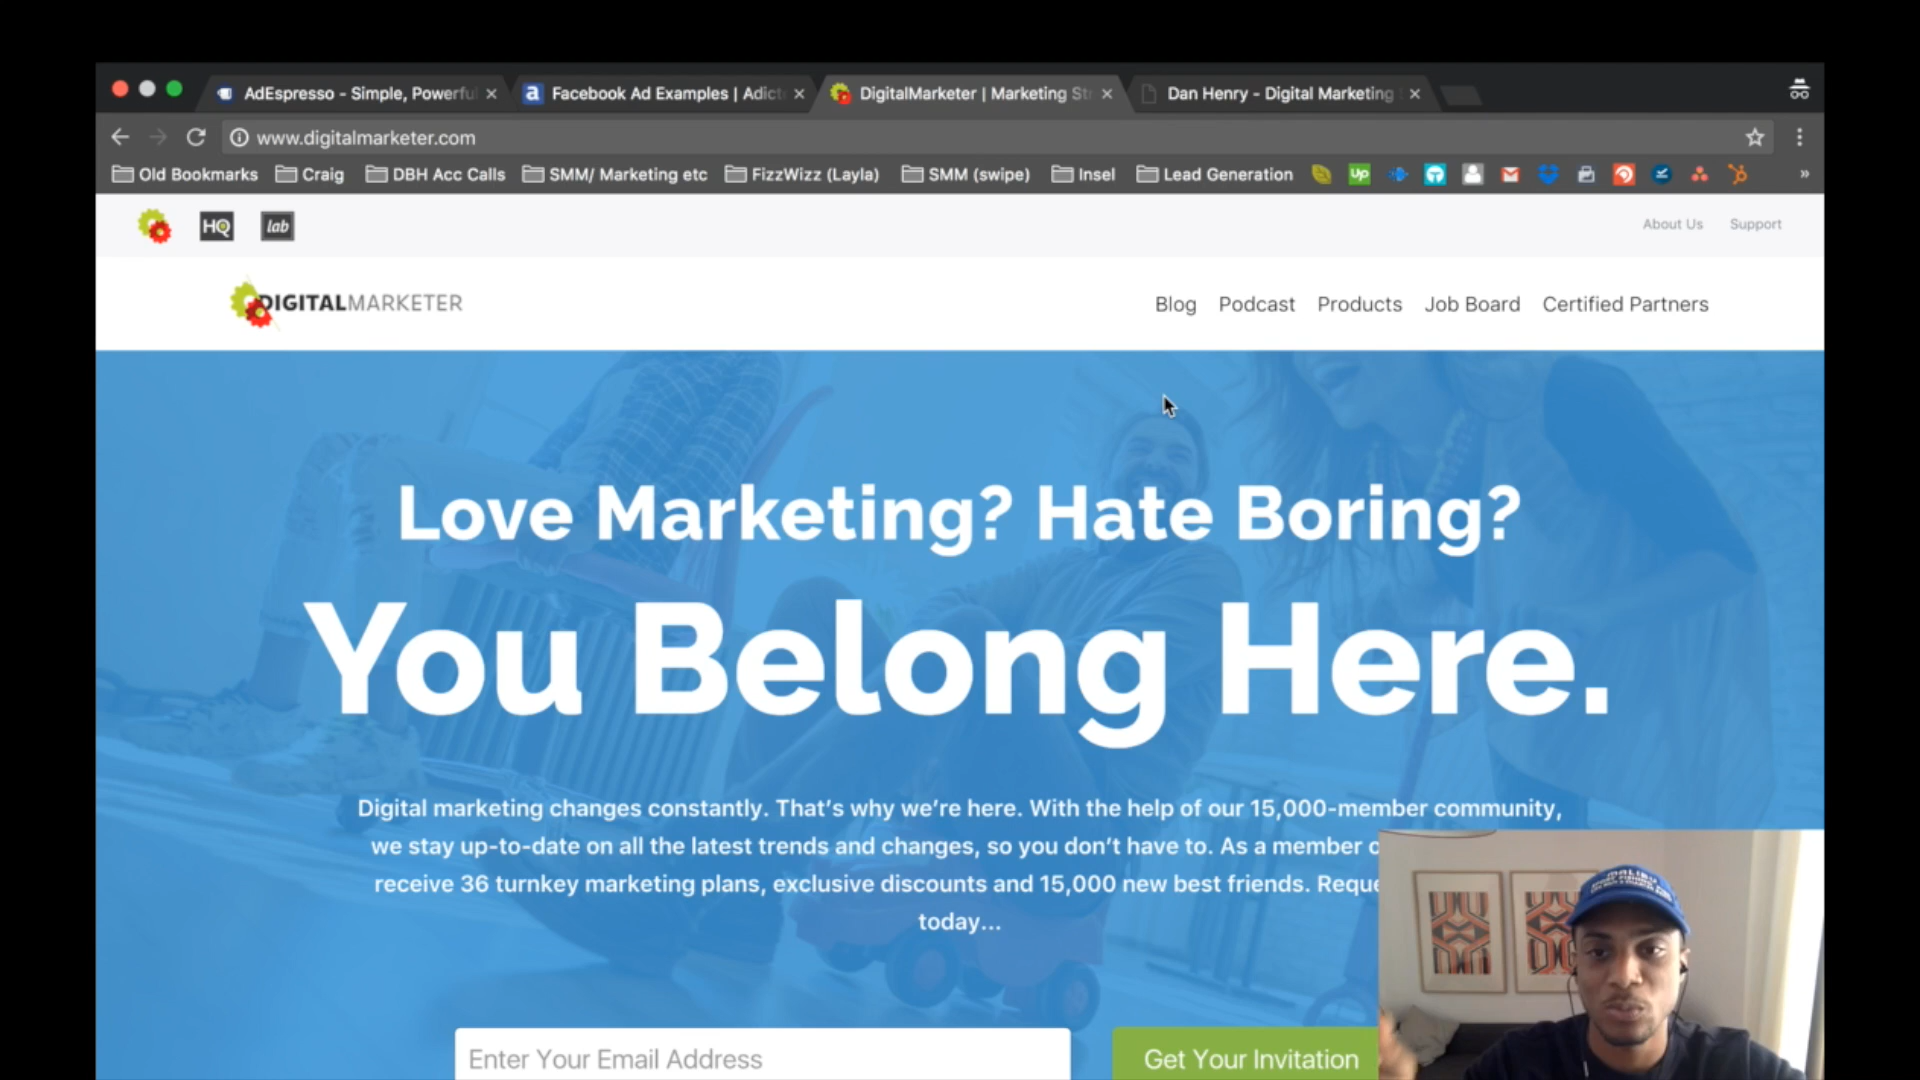 AdEspresso - Simple, Powerfu
Facebook Ad Examples | Adict
DigitalMarketer | Marketing St
Dan Henry - Digital Marketing
www.digitalmarketer.com
Old Bookmarks
Craig
DBH Acc Calls
SMM/ Marketing etc
FizzWizz (Layla)
SMM (swipe)
Insel
Lead Generation
Up
»
HQ
lab
About Us
Support
DIGITALMARKETER
Blog
Podcast
Products
Job Board
Certified Partners
Love Marketing? Hate Boring?
You Belong Here.
Digital marketing changes constantly. That's why we're here. With the help of our 15,000-member community,
we stay up-to-date on all the latest trends and changes, so you don't have to. As a member
receive 36 turnkey marketing plans, exclusive discounts and 15,000 new best friends. Reque
today...
MALIBU
Enter Your Email Address
Get Your Invitation